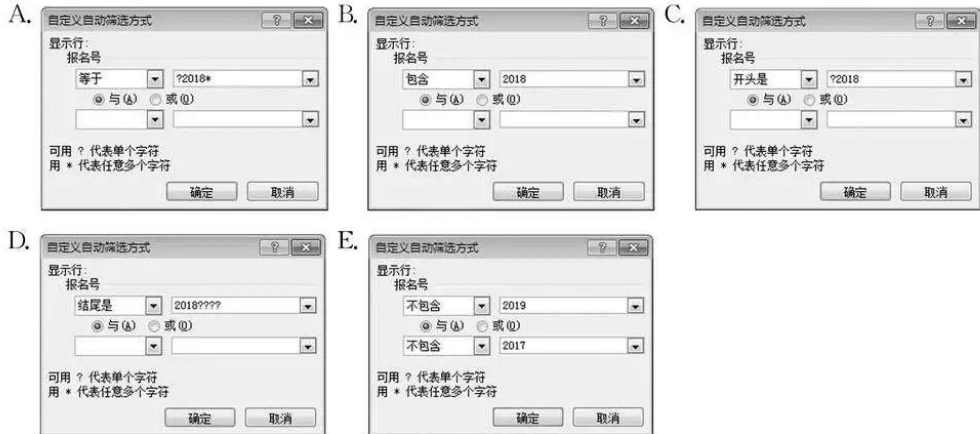 A.
自定义自动筛选方式
显示行:
报名号
等于 ?2018*
与(A) 或(O)
可用 ? 代表单个字符
用 * 代表任意多个字符
确定 取消
B.
自定义自动筛选方式
显示行:
报名号
包含 2018
与(A) 或(O)
可用 ? 代表单个字符
用 * 代表任意多个字符
确定 取消
C.
自定义自动筛选方式
显示行:
报名号
开头是 ?2018
与(A) 或(O)
可用 ? 代表单个字符
用 * 代表任意多个字符
确定 取消
D.
自定义自动筛选方式
显示行:
报名号
结尾是 2018????
与(A) 或(O)
可用 ? 代表单个字符
用 * 代表任意多个字符
确定 取消
E.
自定义自动筛选方式
显示行:
报名号
不包含 2019
与(A) 或(O)
不包含 2017
可用 ? 代表单个字符
用 * 代表任意多个字符
确定 取消